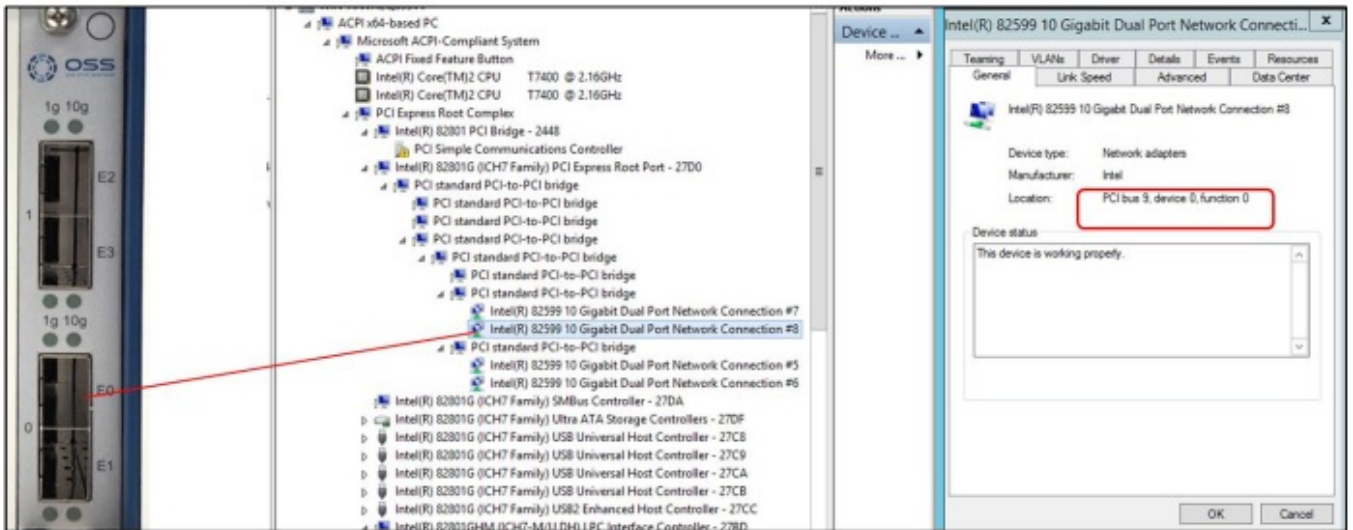 OSS
1g 10g
E2
1
E3
1g 10g
E0
0
E1
ACPI x64-based PC
Microsoft ACPI-Compliant System
ACPI Fixed Feature Button
Intel(R) Core(TM)2 CPU T7400 @ 2.16GHz
Intel(R) Core(TM)2 CPU T7400 @ 2.16GHz
PCI Express Root Complex
Intel(R) 82801 PCI Bridge - 2448
PCI Simple Communications Controller
Intel(R) 82801G (ICH7 Family) PCI Express Root Port - 27D0
PCI standard PCI-to-PCI bridge
PCI standard PCI-to-PCI bridge
PCI standard PCI-to-PCI bridge
PCI standard PCI-to-PCI bridge
PCI standard PCI-to-PCI bridge
PCI standard PCI-to-PCI bridge
PCI standard PCI-to-PCI bridge
Intel(R) 82599 10 Gigabit Dual Port Network Connection #7
Intel(R) 82599 10 Gigabit Dual Port Network Connection #8
PCI standard PCI-to-PCI bridge
Intel(R) 82599 10 Gigabit Dual Port Network Connection #5
Intel(R) 82599 10 Gigabit Dual Port Network Connection #6
Intel(R) 82801G (ICH7 Family) SMBus Controller - 27DA
Intel(R) 82801G (ICH7 Family) Ultra ATA Storage Controllers - 27DF
Intel(R) 82801G (ICH7 Family) USB Universal Host Controller - 27C8
Intel(R) 82801G (ICH7 Family) USB Universal Host Controller - 27C9
Intel(R) 82801G (ICH7 Family) USB Universal Host Controller - 27CA
Intel(R) 82801G (ICH7 Family) USB Universal Host Controller - 27CB
Intel(R) 82801G (ICH7 Family) USB2 Enhanced Host Controller - 27CC
Intel(R) 82801GHM (ICH7-M/U DH) LPC Interface Controller - 27BD
Actions
Device ...
More ...
Intel(R) 82599 10 Gigabit Dual Port Network Connecti... x
Teaming VLANs Driver Details Events Resources
General Link Speed Advanced Data Center
Intel(R) 82599 10 Gigabit Dual Port Network Connection #8
Device type: Network adapters
Manufacturer: Intel
Location: PCI bus 9, device 0, function 0
Device status
This device is working properly.
OK Cancel